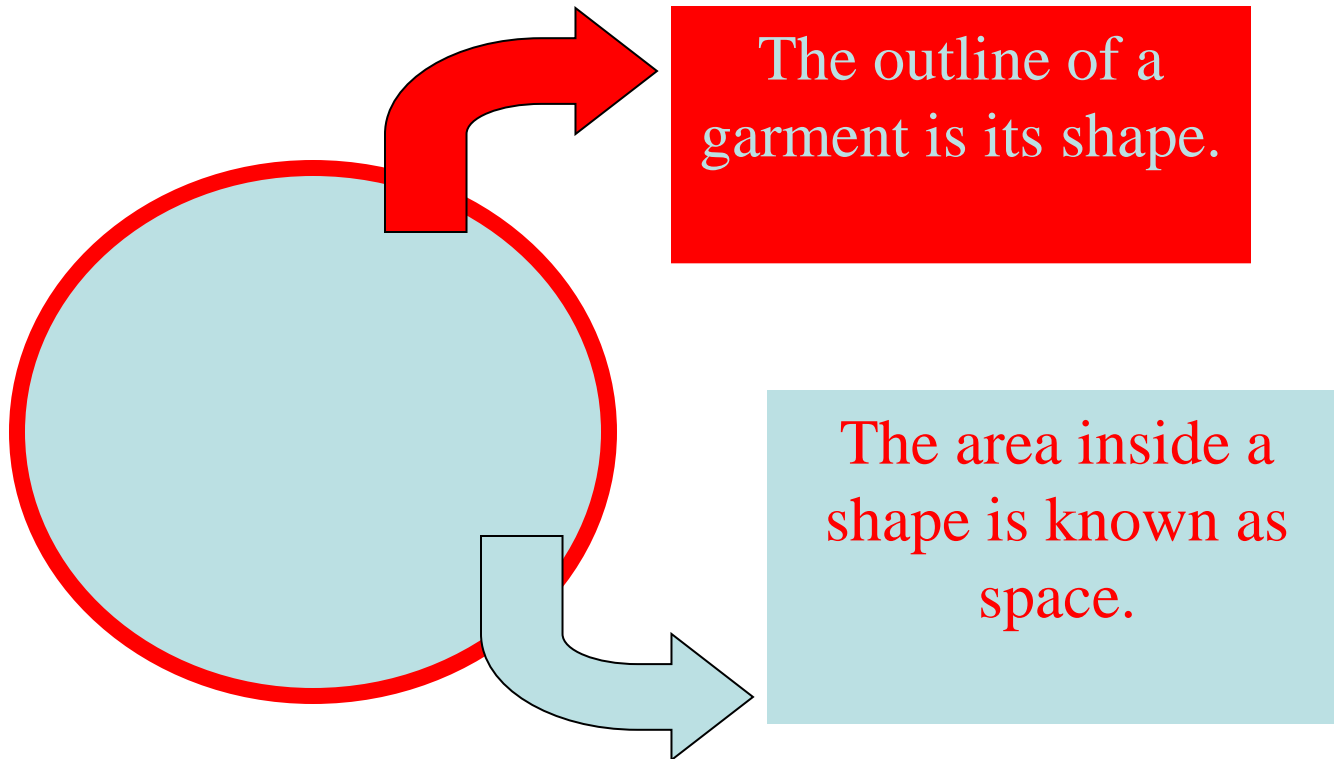 The outline of a
garment is its shape.
The area inside a
shape is known as
space.